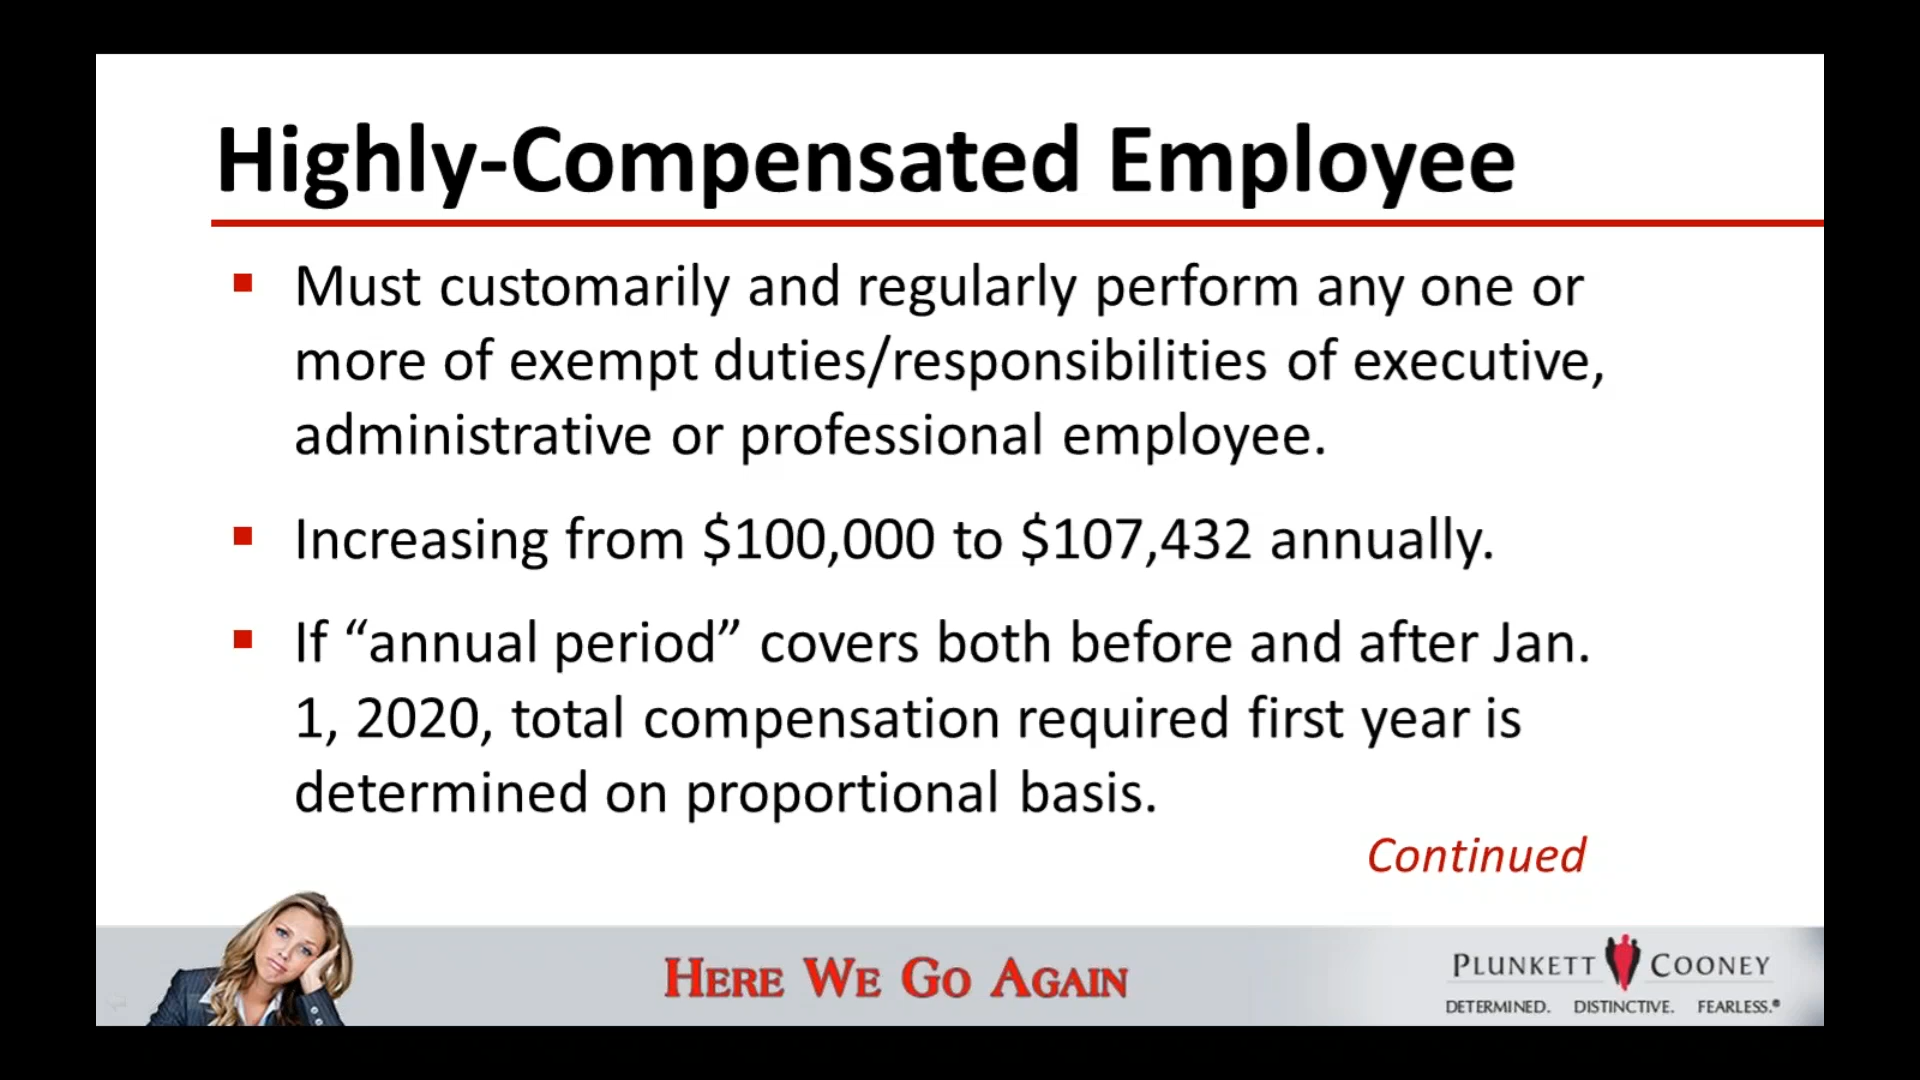 Highly-Compensated Employee
▪ Must customarily and regularly perform any one or
more of exempt duties/responsibilities of executive,
administrative or professional employee.
▪ Increasing from $100,000 to $107,432 annually.
▪ If “annual period” covers both before and after Jan.
1, 2020, total compensation required first year is
determined on proportional basis.
Continued
HERE WE GO AGAIN
PLUNKETT COONEY
DETERMINED. DISTINCTIVE. FEARLESS.®